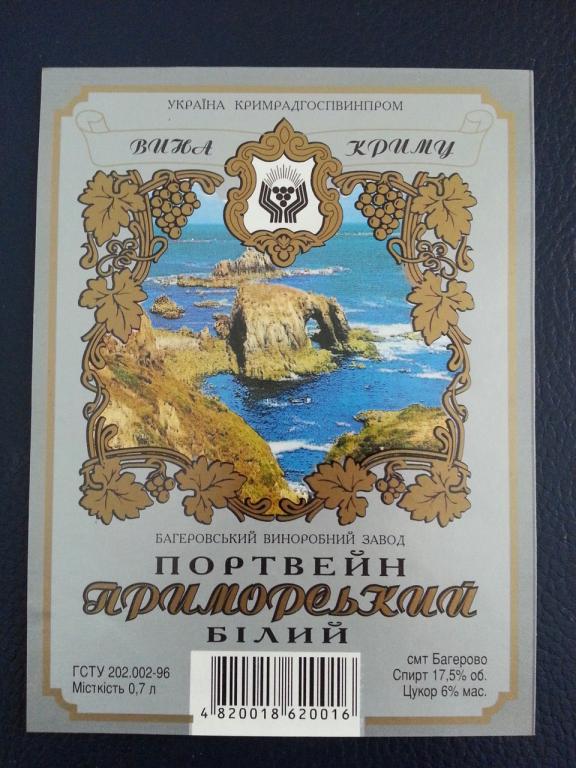 УКРАЇНА КРИМРАДГОСПВИНПРОМ
ВИНА КРИМУ
БАГЕРОВСЬКИЙ ВИНОРОБНИЙ ЗАВОД
ПОРТВЕЙН
ПРИМОРСЬКИЙ
БІЛИЙ
ГСТУ 202.002-96
Місткість 0,7 л
4 820018 620016
смт Багерово
Спирт 17,5% об.
Цукор 6% мас.